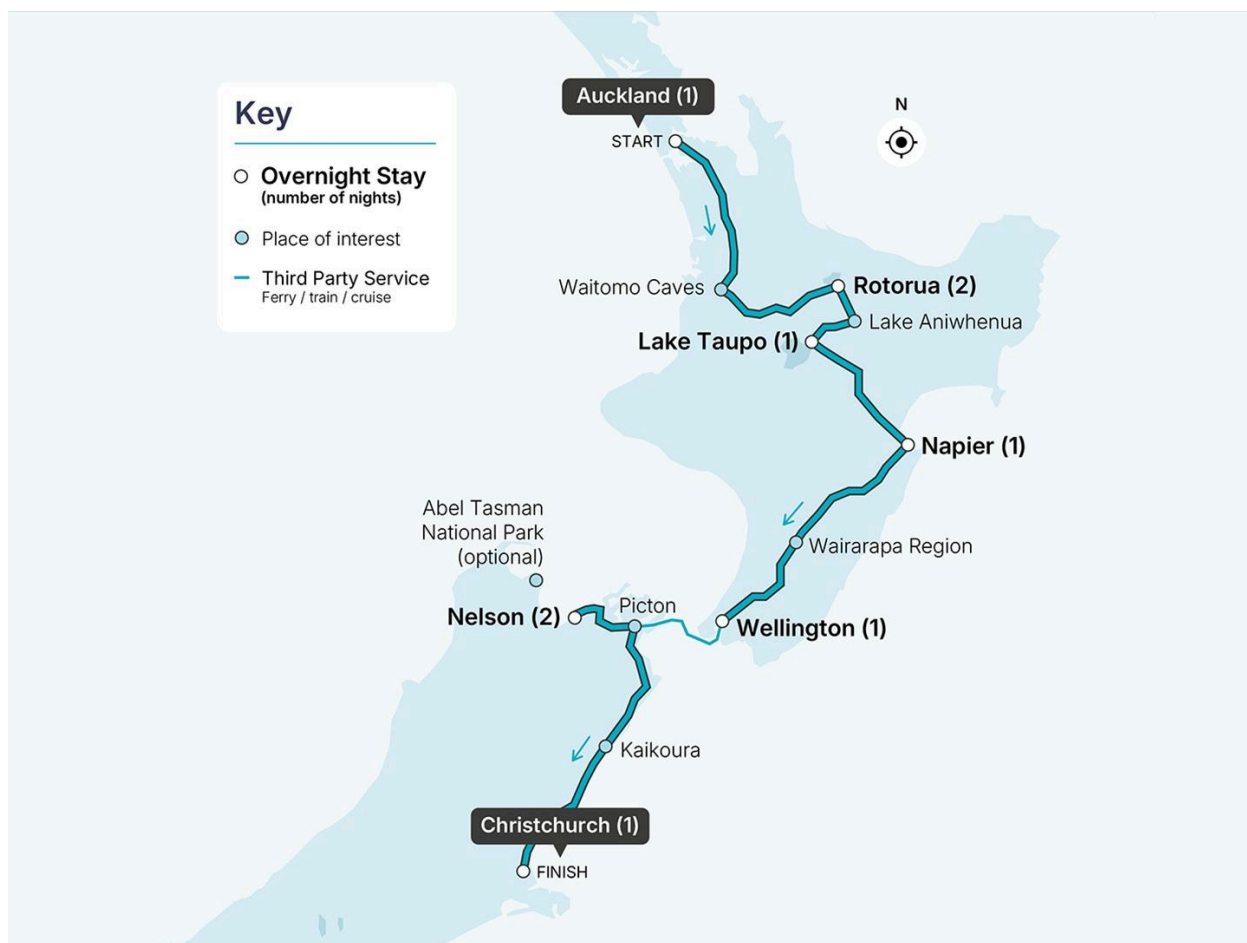 Key
Overnight Stay
(number of nights)
Place of interest
Third Party Service
Ferry / train / cruise
Auckland (1)
START
N
Waitomo Caves
Rotorua (2)
Lake Aniwhenua
Lake Taupo (1)
Napier (1)
Wairarapa Region
Abel Tasman
National Park
(optional)
Nelson (2)
Picton
Wellington (1)
Kaikoura
Christchurch (1)
FINISH